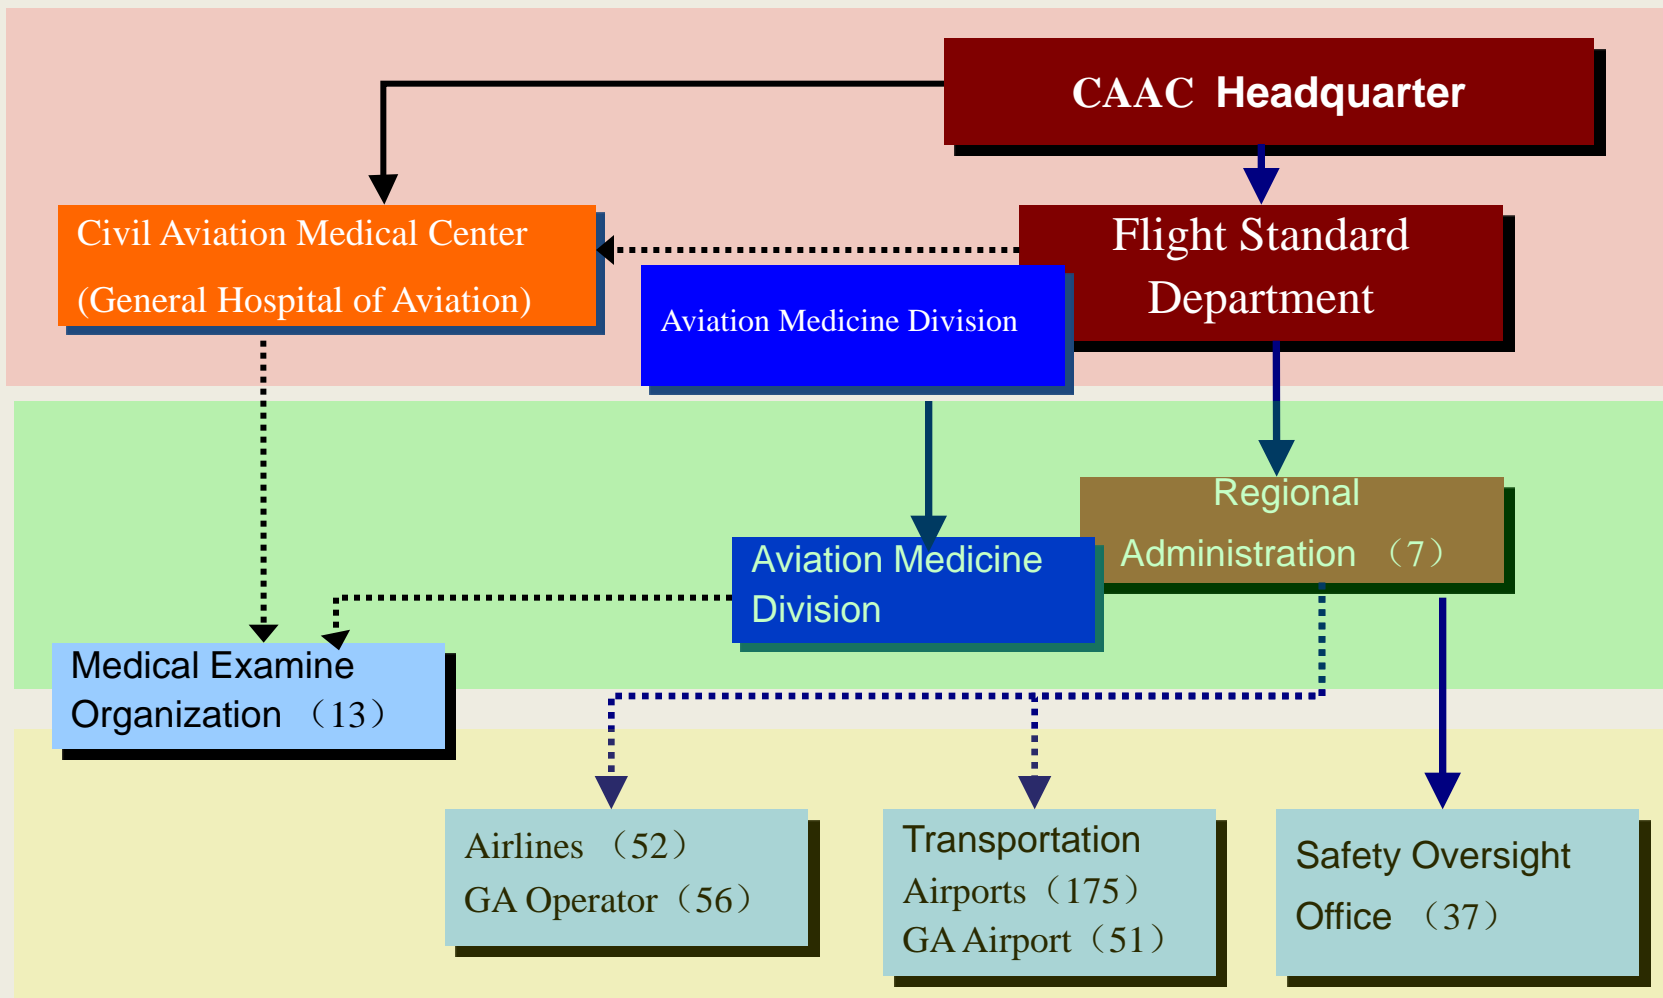 CAAC Headquarter
Civil Aviation Medical Center
(General Hospital of Aviation)
Flight Standard
Department
Aviation Medicine Division
Regional
Administration （7）
Aviation Medicine
Division
Medical Examine
Organization （13）
Airlines （52）
GA Operator（56）
Transportation
Airports（175）
GA Airport（51）
Safety Oversight
Office （37）